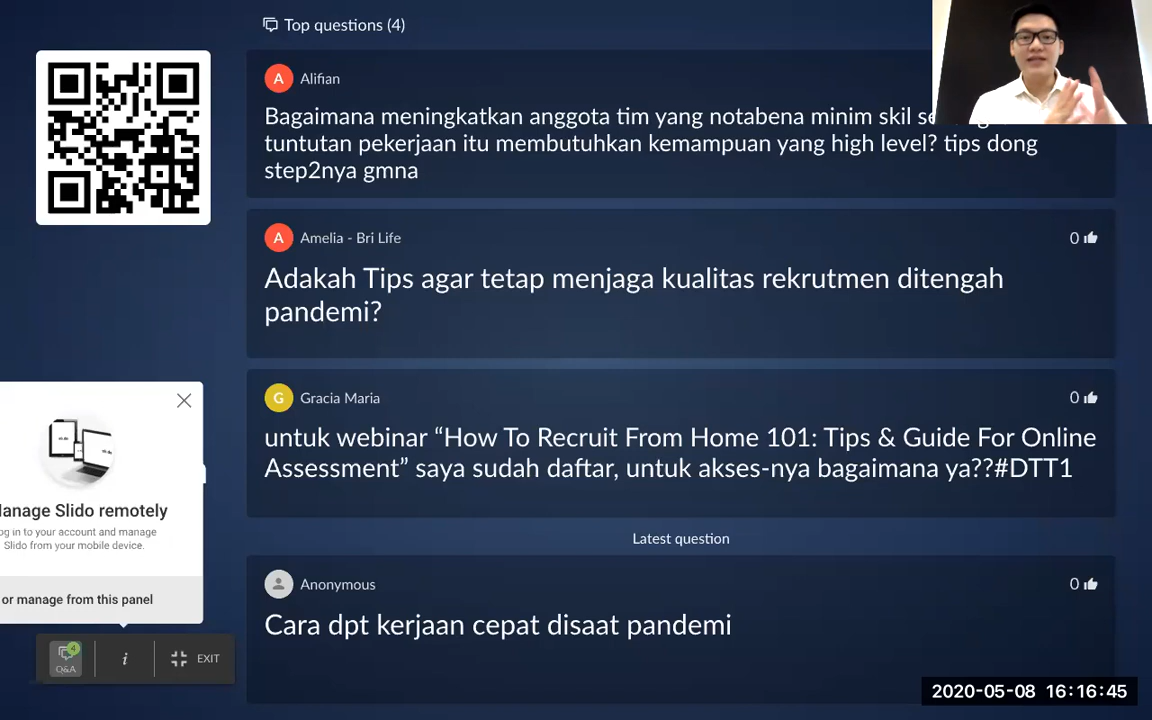 Top questions (4)
A Alifian
Bagaimana meningkatkan anggota tim yang notabena minim skil
tuntutan pekerjaan itu membutuhkan kemampuan yang high level? tips dong
step2nya gmna
A Amelia - Bri Life
0
Adakah Tips agar tetap menjaga kualitas rekrutmen ditengah
pandemi?
G Gracia Maria
0
untuk webinar “How To Recruit From Home 101: Tips & Guide For Online
Assessment” saya sudah daftar, untuk akses-nya bagaimana ya??#DTT1
Latest question
Anonymous
0
Cara dpt kerjaan cepat disaat pandemi
Slido remotely
in to your account and manage
Slido from your mobile device.
or manage from this panel
4
Q&A
i
EXIT
2020-05-08 16:16:45